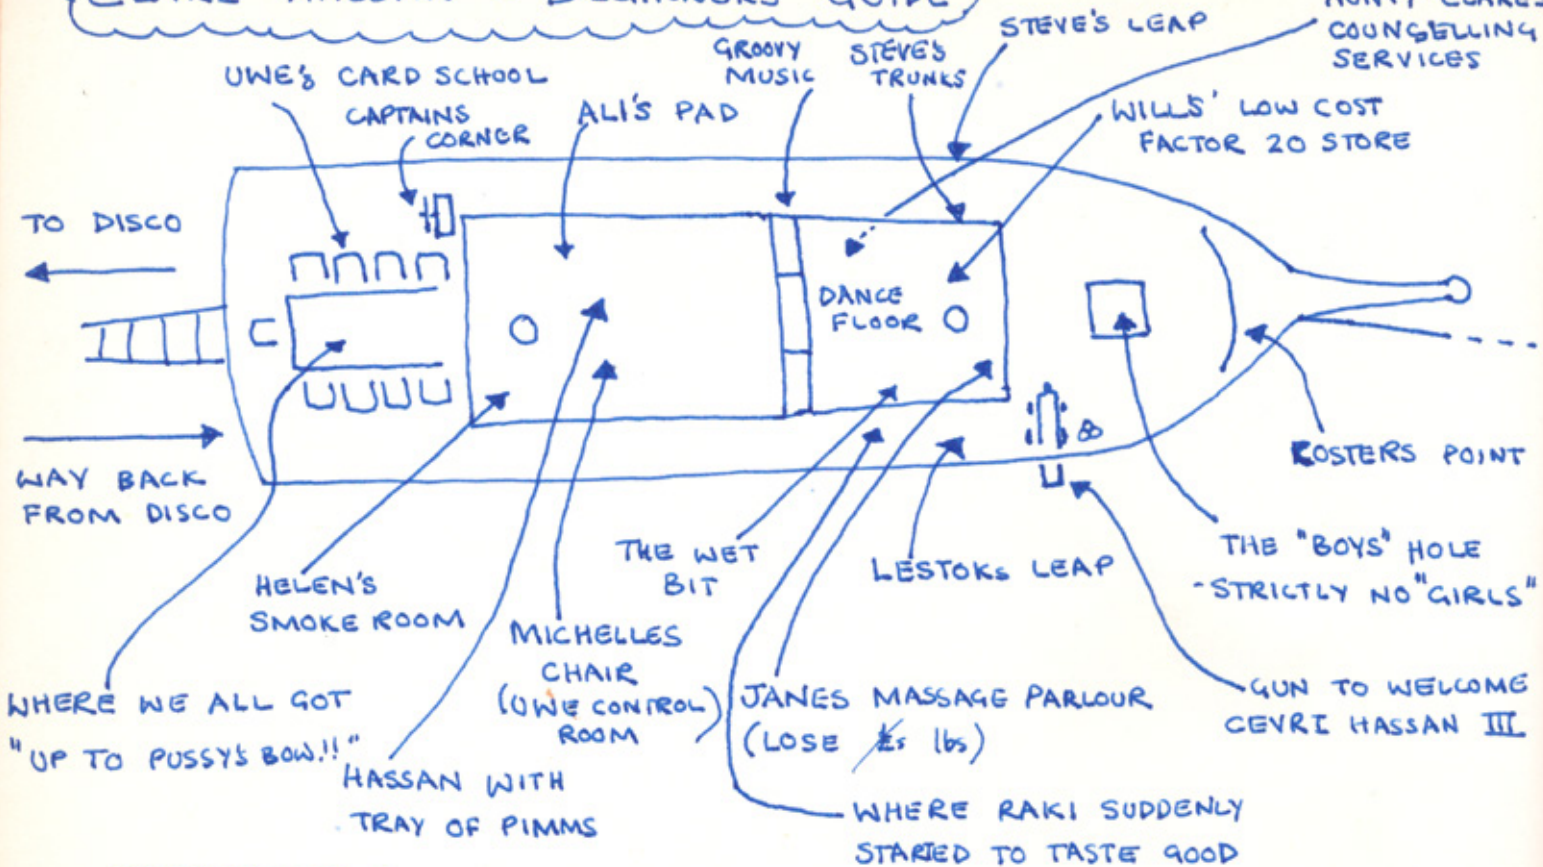 GUIDE
STEVE'S LEAP
COUNSELLING
SERVICES
GROOVY
MUSIC
STEVE'S
TRUNKS
UWE'S CARD SCHOOL
CAPTAINS
CORNER
ALI'S PAD
WILLS' LOW COST
FACTOR 20 STORE
TO DISCO
DANCE
FLOOR
WAY BACK
FROM DISCO
POINT
THE WET
BIT
LESTOKS LEAP
THE "BOYS" HOLE
- STRICTLY NO "GIRLS"
HELEN'S
SMOKE ROOM
MICHELLES
CHAIR
(UWE CONTROL)
ROOM
JANES MASSAGE PARLOUR
(LOSE £s lbs)
GUN TO WELCOME
CEVRI HASSAN III
WHERE WE ALL GOT
"UP TO PUSSY'S BOW!!"
HASSAN WITH
TRAY OF PIMMS
WHERE RAKI SUDDENLY
STARTED TO TASTE GOOD